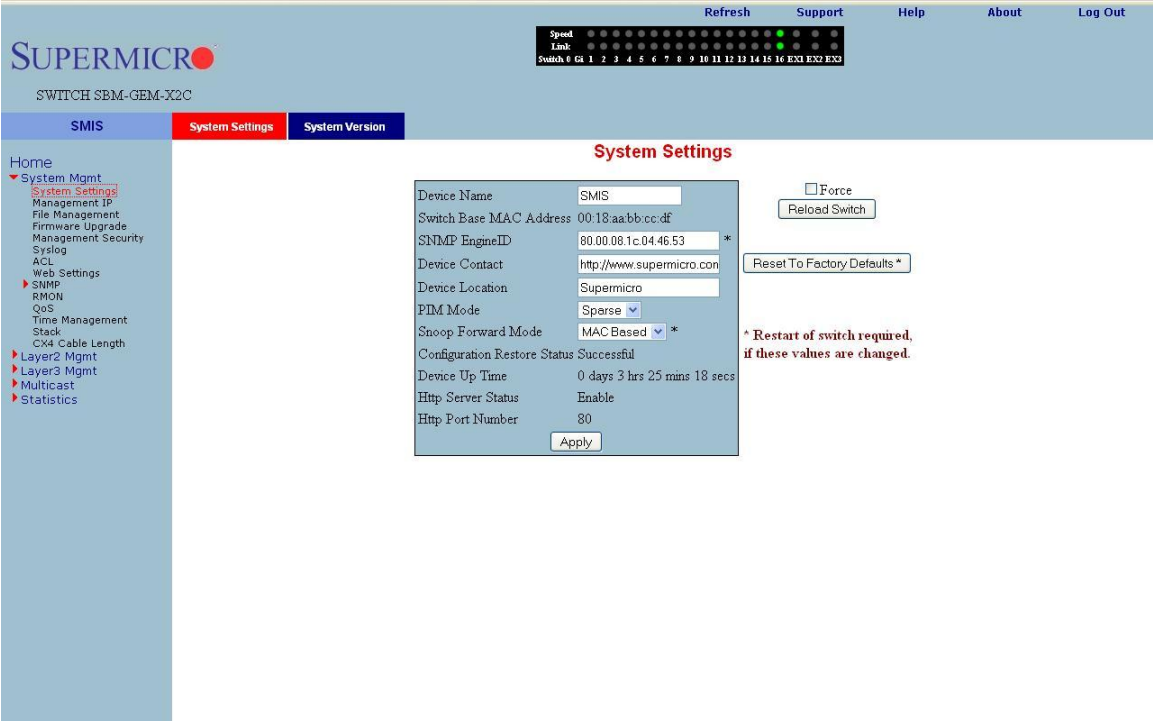 Refresh Support Help About Log Out
Speed
Link
Switch 0 Gi 1 2 3 4 5 6 7 8 9 10 11 12 13 14 15 16 EX1 EX2 EX3
SUPERMICRO
SWITCH SBM-GEM-X2C
SMIS
System Settings
System Version
Home
System Mgmt
System Settings
Management IP
File Management
Firmware Upgrade
Management Security
Syslog
ACL
Web Settings
SNMP
RMON
QoS
Time Management
Stack
CX4 Cable Length
Layer2 Mgmt
Layer3 Mgmt
Multicast
Statistics
System Settings
Device Name SMIS
Switch Base MAC Address 00:18:aa:bb:cc:df
SNMP EngineID 80.00.08.1c.04.46.53 *
Device Contact http://www.supermicro.con
Device Location Supermicro
PIM Mode Sparse
Snoop Forward Mode MAC Based *
Configuration Restore Status Successful
Device Up Time 0 days 3 hrs 25 mins 18 secs
Http Server Status Enable
Http Port Number 80
Apply
Force
Reload Switch
Reset To Factory Defaults *
* Restart of switch required,
if these values are changed.